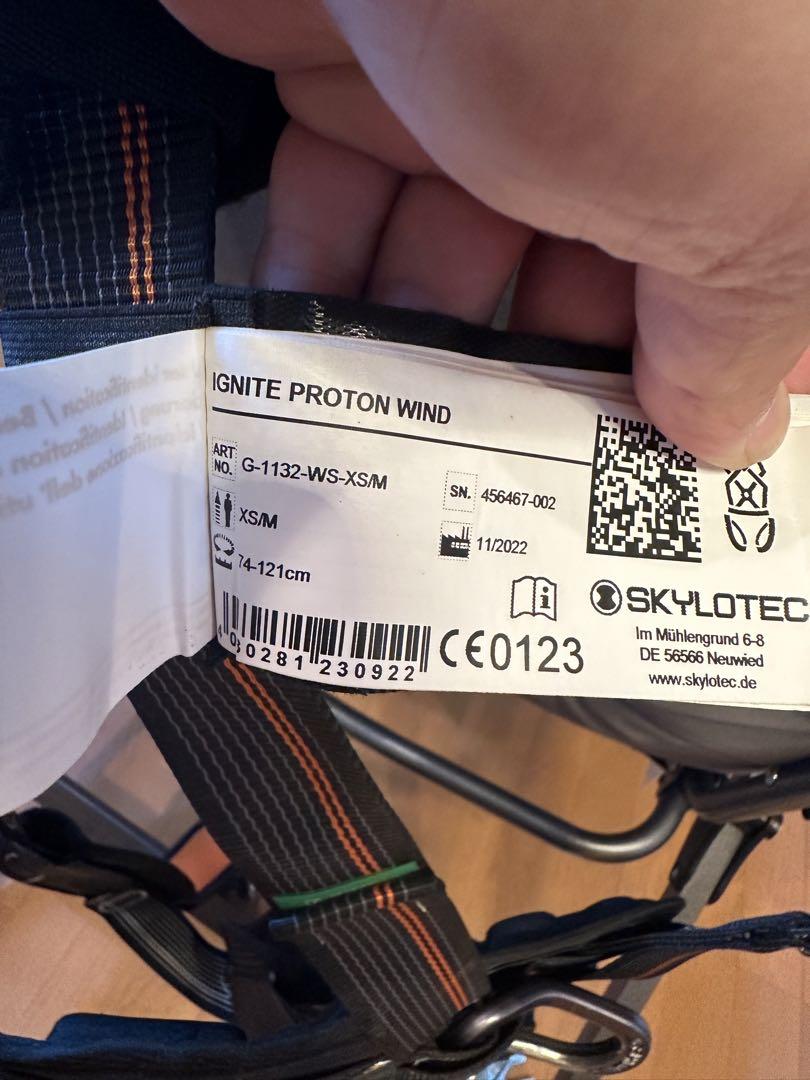 IGNITE PROTON WIND
ART NO. G-1132-WS-XS/M
SN. 456467-002
XS/M
11/2022
74-121cm
SKYLOTEC
Im Mühlengrund 6-8
DE 56566 Neuwied
www.skylotec.de
0281 230922
CE0123